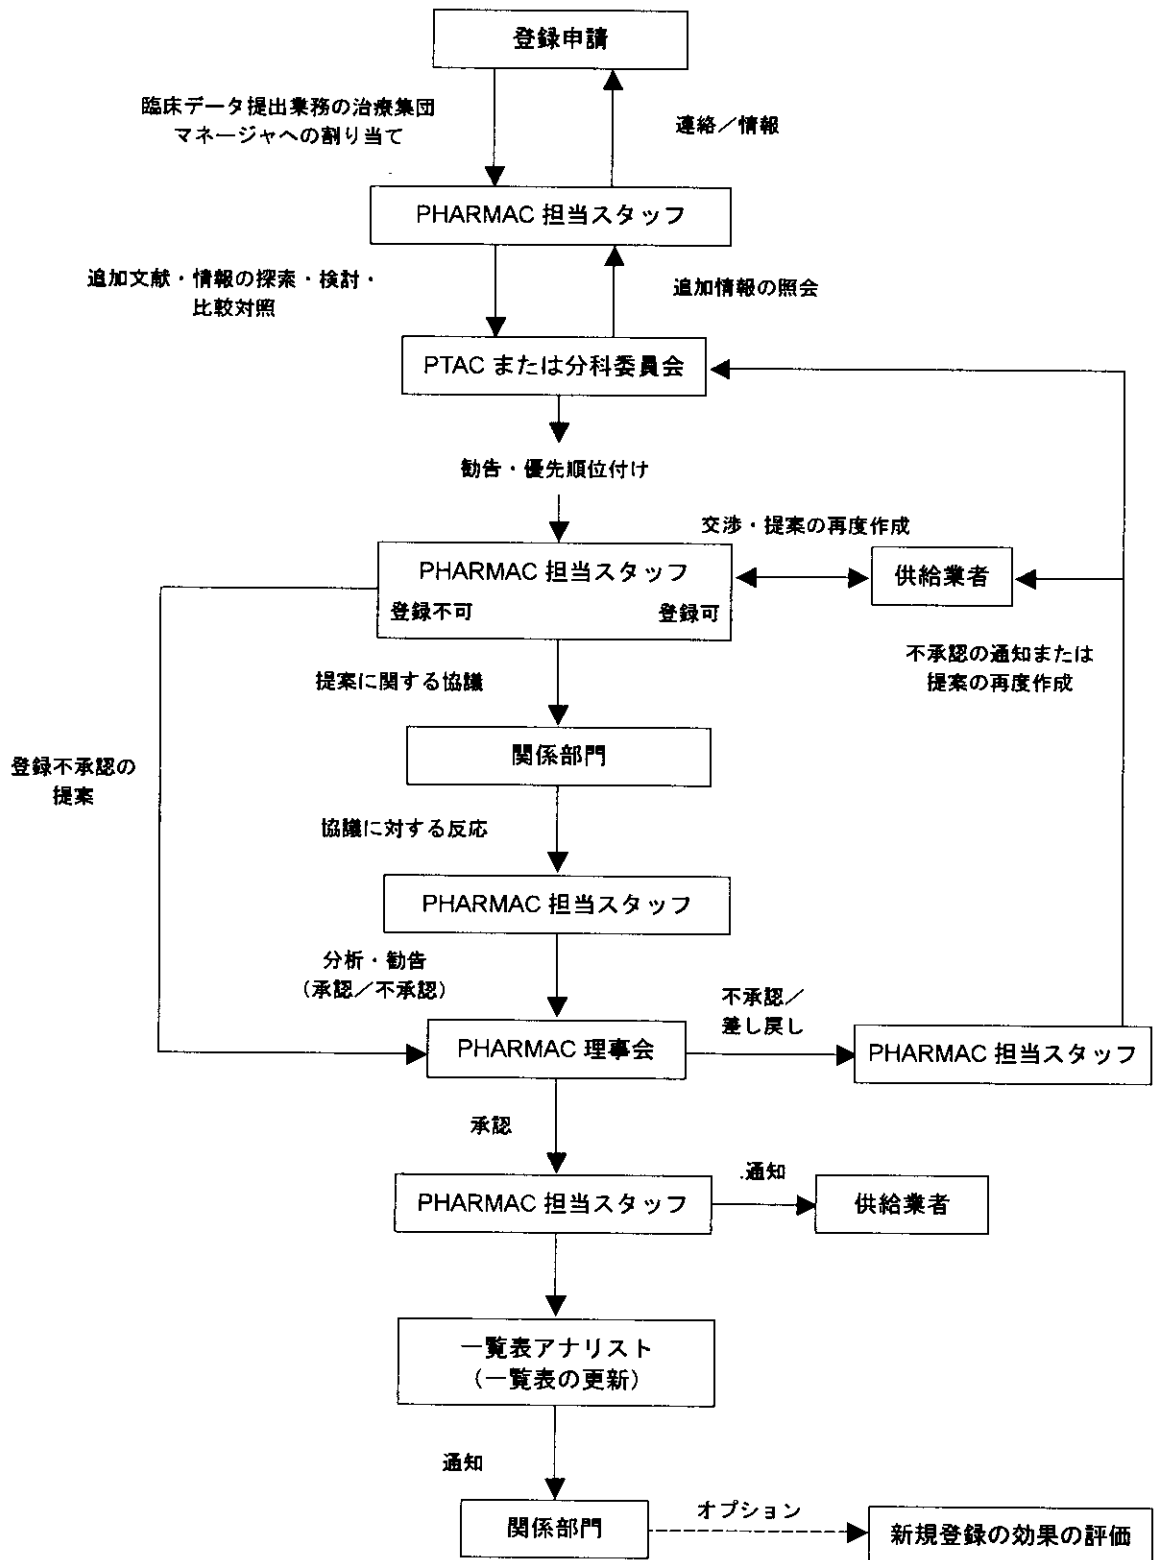 登録申請
臨床データ提出業務の治療集団
マネージャへの割り当て
連絡／情報
PHARMAC 担当スタッフ
追加文献・情報の探索・検討・
比較対照
追加情報の照会
PTAC または分科委員会
勧告・優先順位付け
交渉・提案の再度作成
PHARMAC 担当スタッフ
登録不可
登録可
供給業者
不承認の通知または
提案の再度作成
提案に関する協議
関係部門
登録不承認の
提案
協議に対する反応
PHARMAC 担当スタッフ
分析・勧告
（承認／不承認）
不承認／
差し戻し
PHARMAC 理事会
PHARMAC 担当スタッフ
承認
PHARMAC 担当スタッフ
通知
供給業者
一覧表アナリスト
（一覧表の更新）
通知
関係部門
オプション
新規登録の効果の評価